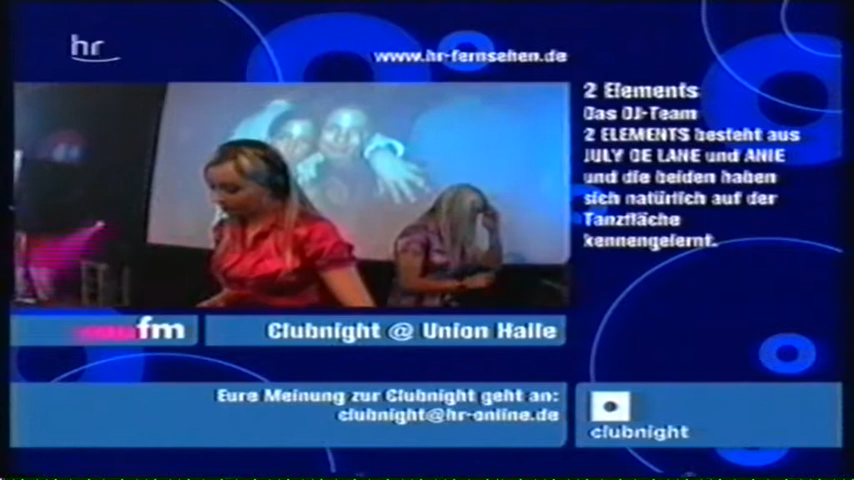 hr
www.hr-fernsehen.de
2 Elements
Das DJ-Team
2 ELEMENTS besteht aus
JULY DE LANE und ANIE
und die beiden haben
sich natürlich auf der
Tanzfläche
kennengelernt.
fm
Clubnight @ Union Halle
Eure Meinung zur Clubnight geht an:
clubnight@hr-online.de
clubnight